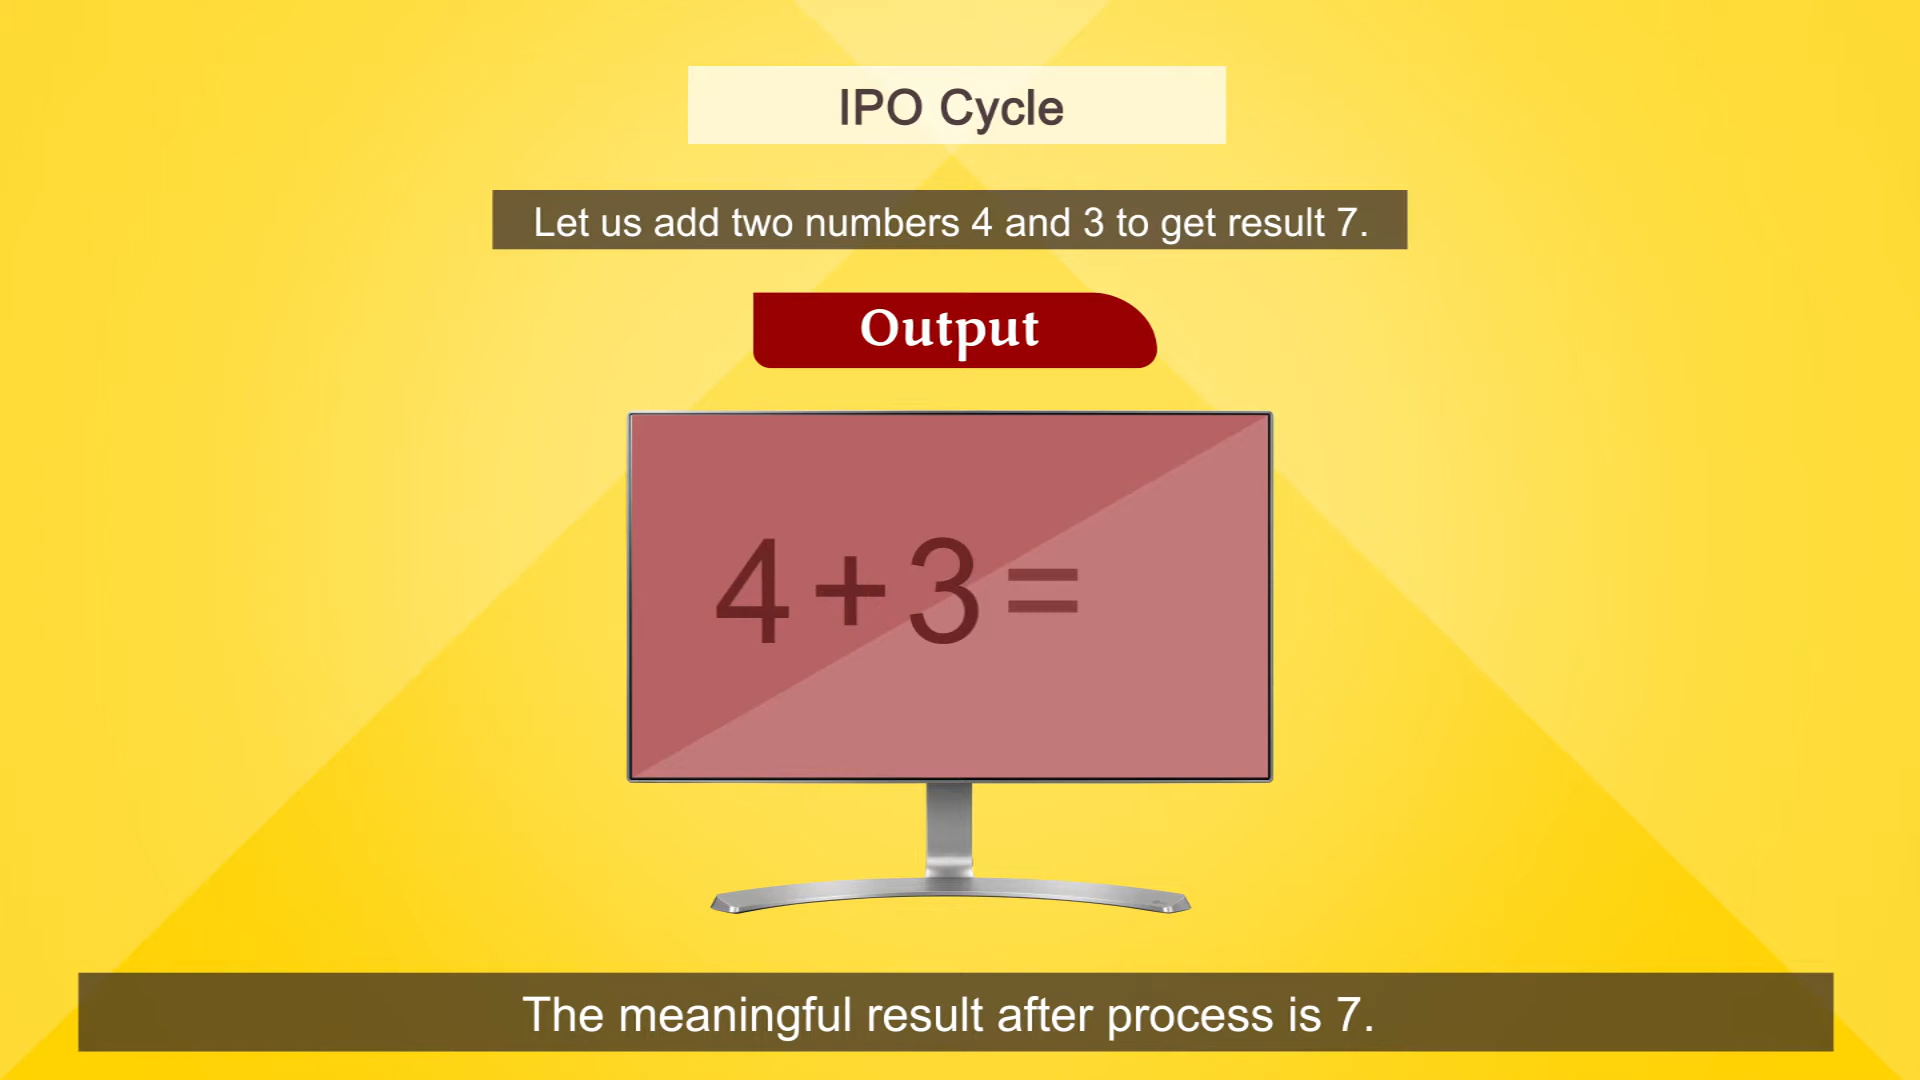 IPO Cycle
Let us add two numbers 4 and 3 to get result 7.
Output
4+3=
The meaningful result after process is 7.